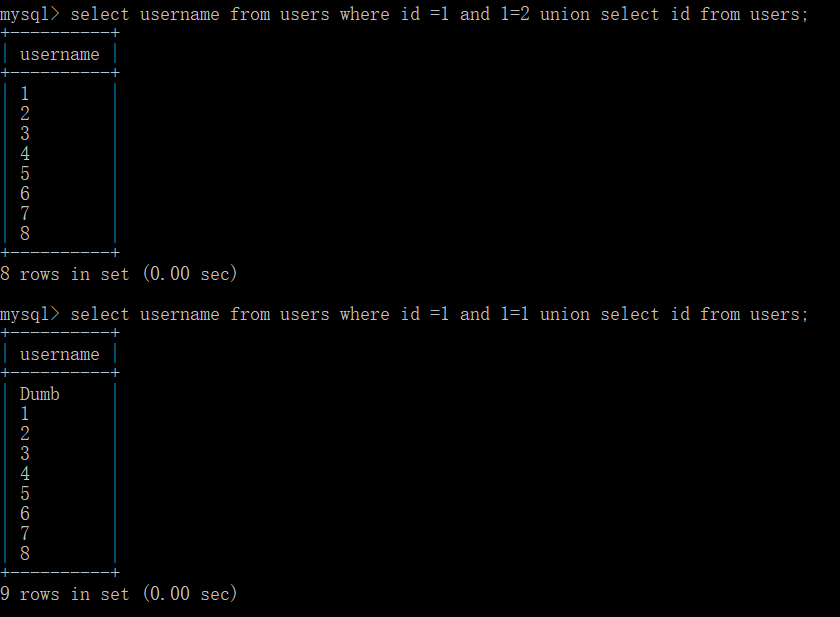 mysql> select username from users where id =1 and 1=2 union select id from users;
+----------+
| username |
+----------+
| 1        |
| 2        |
| 3        |
| 4        |
| 5        |
| 6        |
| 7        |
| 8        |
+----------+
8 rows in set (0.00 sec)
mysql> select username from users where id =1 and 1=1 union select id from users;
+----------+
| username |
+----------+
| Dumb     |
| 1        |
| 2        |
| 3        |
| 4        |
| 5        |
| 6        |
| 7        |
| 8        |
+----------+
9 rows in set (0.00 sec)